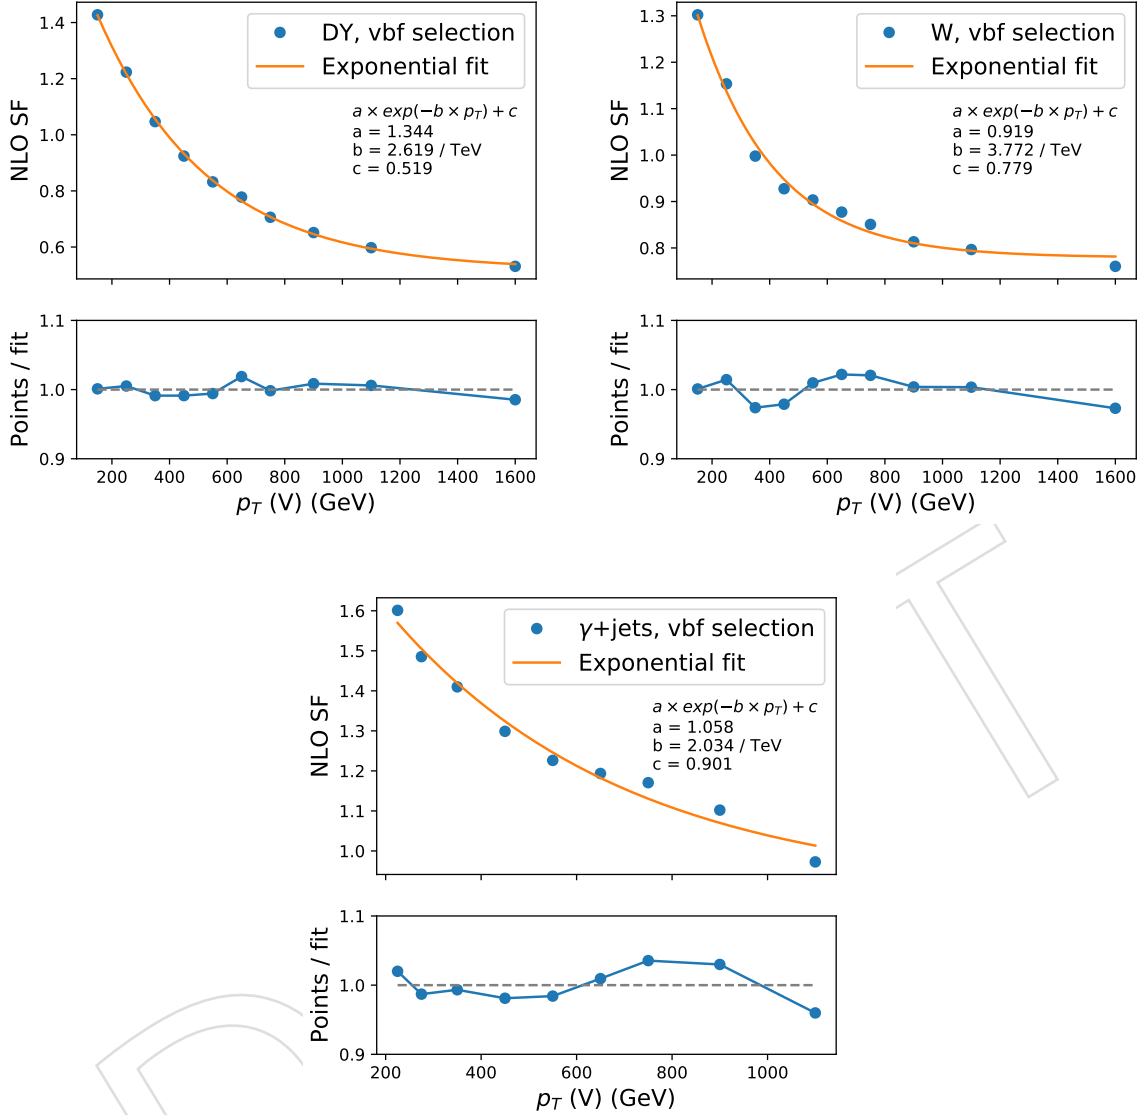 DY, vbf selection
Exponential fit
a × exp(−b × p_T) + c
a = 1.344
b = 2.619 / TeV
c = 0.519
NLO SF
1.4
1.2
1.0
0.8
0.6
Points / fit
1.1
1.0
0.9
200 400 600 800 1000 1200 1400 1600
p_T (V) (GeV)
W, vbf selection
Exponential fit
a × exp(−b × p_T) + c
a = 0.919
b = 3.772 / TeV
c = 0.779
NLO SF
1.3
1.2
1.1
1.0
0.9
0.8
Points / fit
1.1
1.0
0.9
200 400 600 800 1000 1200 1400 1600
p_T (V) (GeV)
γ+jets, vbf selection
Exponential fit
a × exp(−b × p_T) + c
a = 1.058
b = 2.034 / TeV
c = 0.901
NLO SF
1.6
1.5
1.4
1.3
1.2
1.1
1.0
Points / fit
1.1
1.0
0.9
200 400 600 800 1000
p_T (V) (GeV)